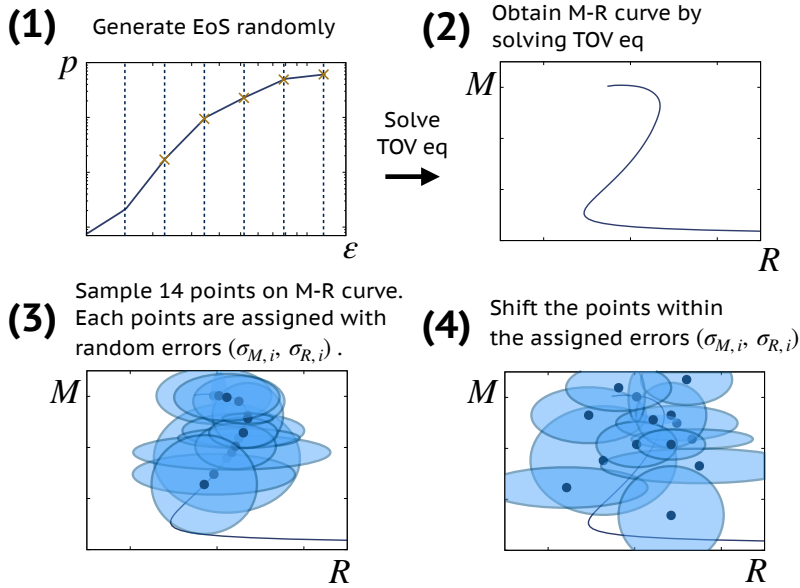 (1)
Generate EoS randomly
p
ε
Solve
TOV eq
(2)
Obtain M-R curve by
solving TOV eq
M
R
(3)
Sample 14 points on M-R curve.
Each points are assigned with
random errors (σM, i, σR, i) .
M
R
(4)
Shift the points within
the assigned errors (σM, i, σR, i)
M
R